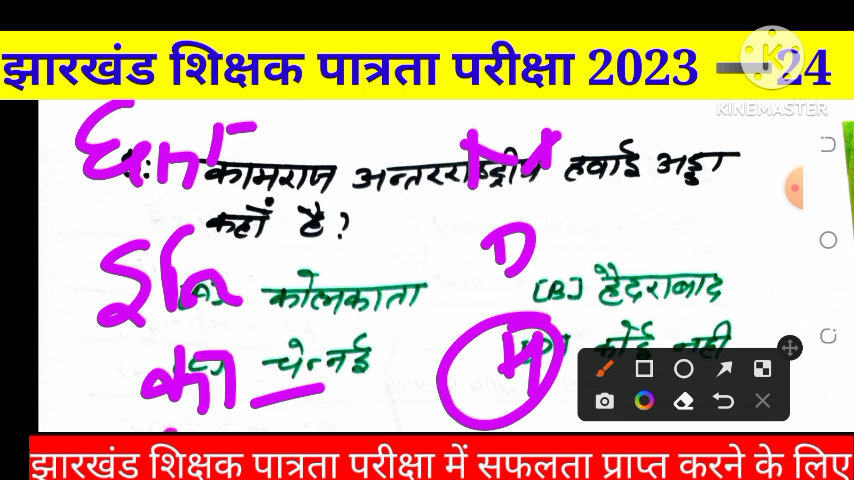 झारखंड शिक्षक पात्रता परीक्षा 2023 — 24
KINEMASTER
कामराज अन्तरराष्ट्रीय हवाई अड्डा
कहाँ है ?
कोलकाता [B] हैदराबाद
चेन्नई कोई नही
झारखंड शिक्षक पात्रता परीक्षा में सफलता प्राप्त करने के लिए